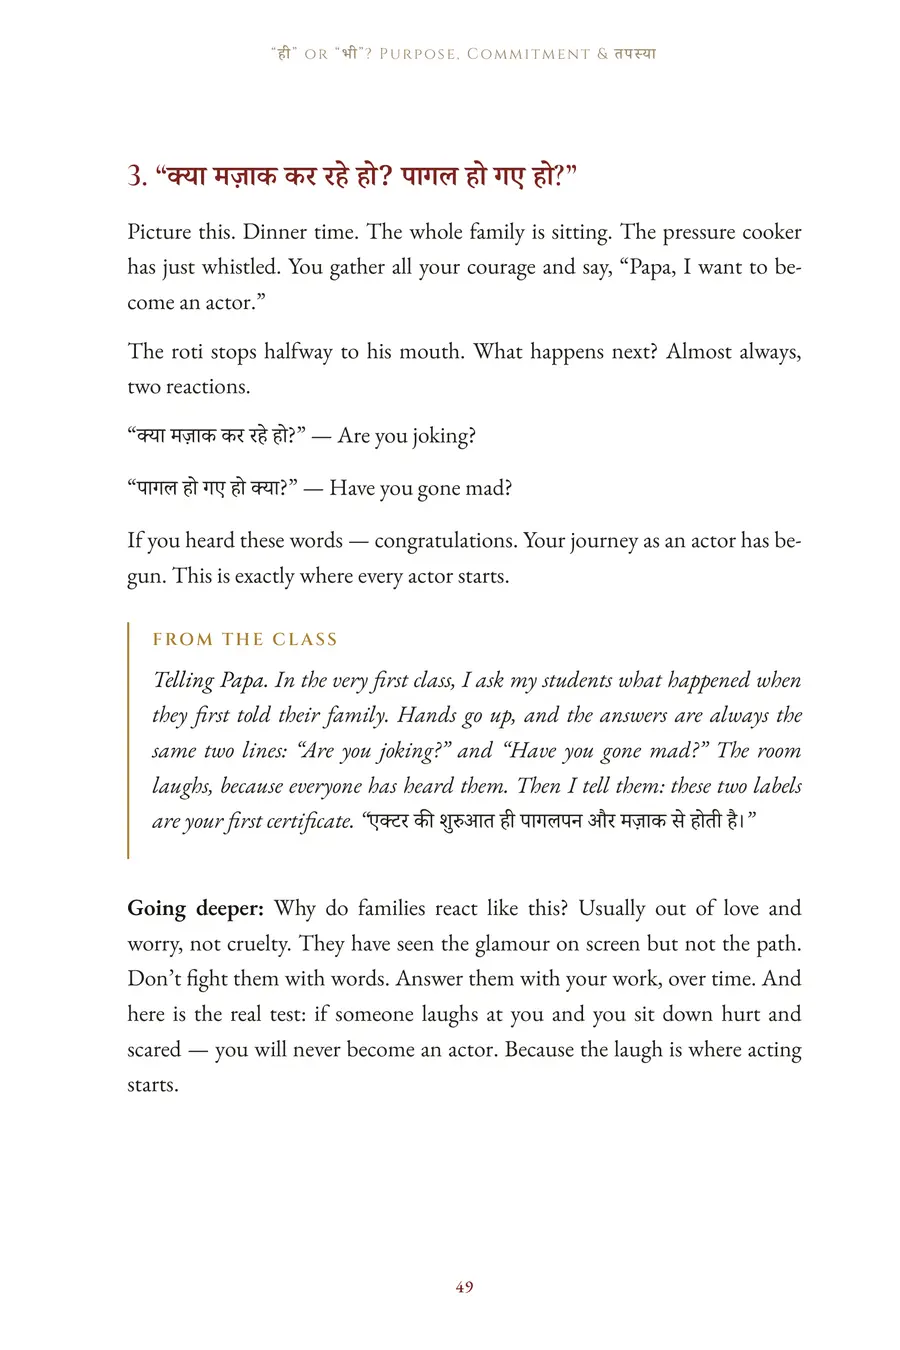 “ही” or “भी”? Purpose, Commitment & तपस्या
3. “क्या मज़ाक कर रहे हो? पागल हो गए हो?”
Picture this. Dinner time. The whole family is sitting. The pressure cooker
has just whistled. You gather all your courage and say, “Papa, I want to be-
come an actor.”
The roti stops halfway to his mouth. What happens next? Almost always,
two reactions.
“क्या मज़ाक कर रहे हो?” — Are you joking?
“पागल हो गए हो क्या?” — Have you gone mad?
If you heard these words — congratulations. Your journey as an actor has be-
gun. This is exactly where every actor starts.
FROM THE CLASS
Telling Papa. In the very first class, I ask my students what happened when
they first told their family. Hands go up, and the answers are always the
same two lines: “Are you joking?” and “Have you gone mad?” The room
laughs, because everyone has heard them. Then I tell them: these two labels
are your first certificate. “एक्टर की शुरुआत ही पागलपन और मज़ाक से होती है।”
Going deeper: Why do families react like this? Usually out of love and
worry, not cruelty. They have seen the glamour on screen but not the path.
Don’t fight them with words. Answer them with your work, over time. And
here is the real test: if someone laughs at you and you sit down hurt and
scared — you will never become an actor. Because the laugh is where acting
starts.
49